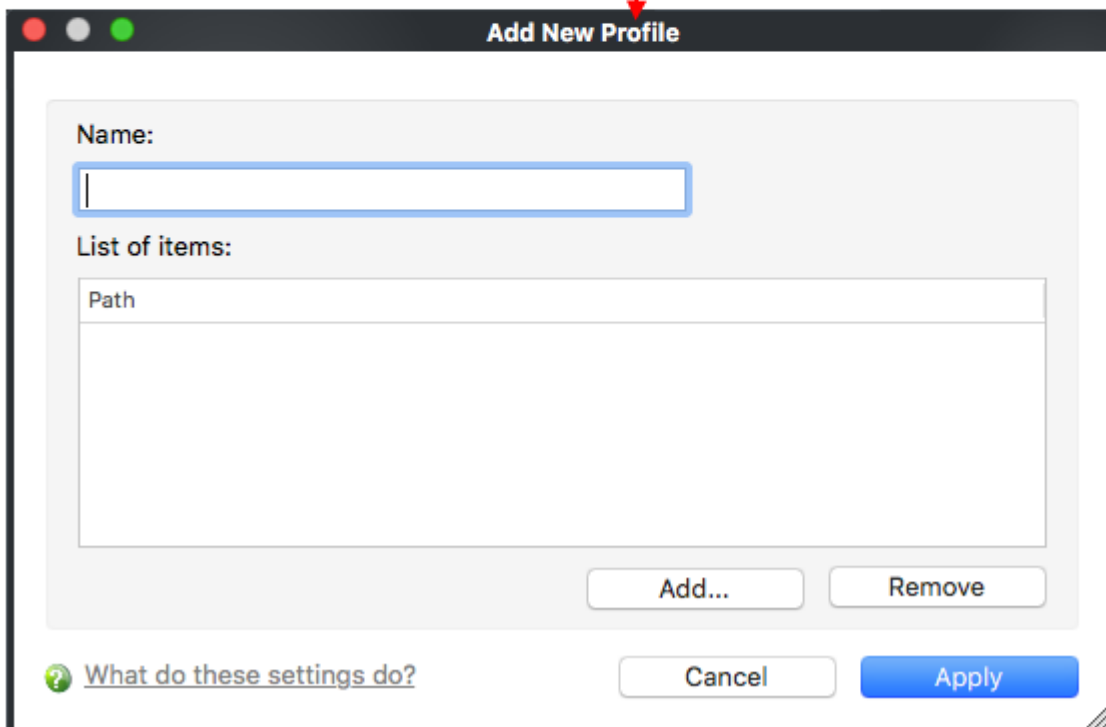 Add New Profile
Name:
List of items:
Path
Add...
Remove
What do these settings do?
Cancel
Apply